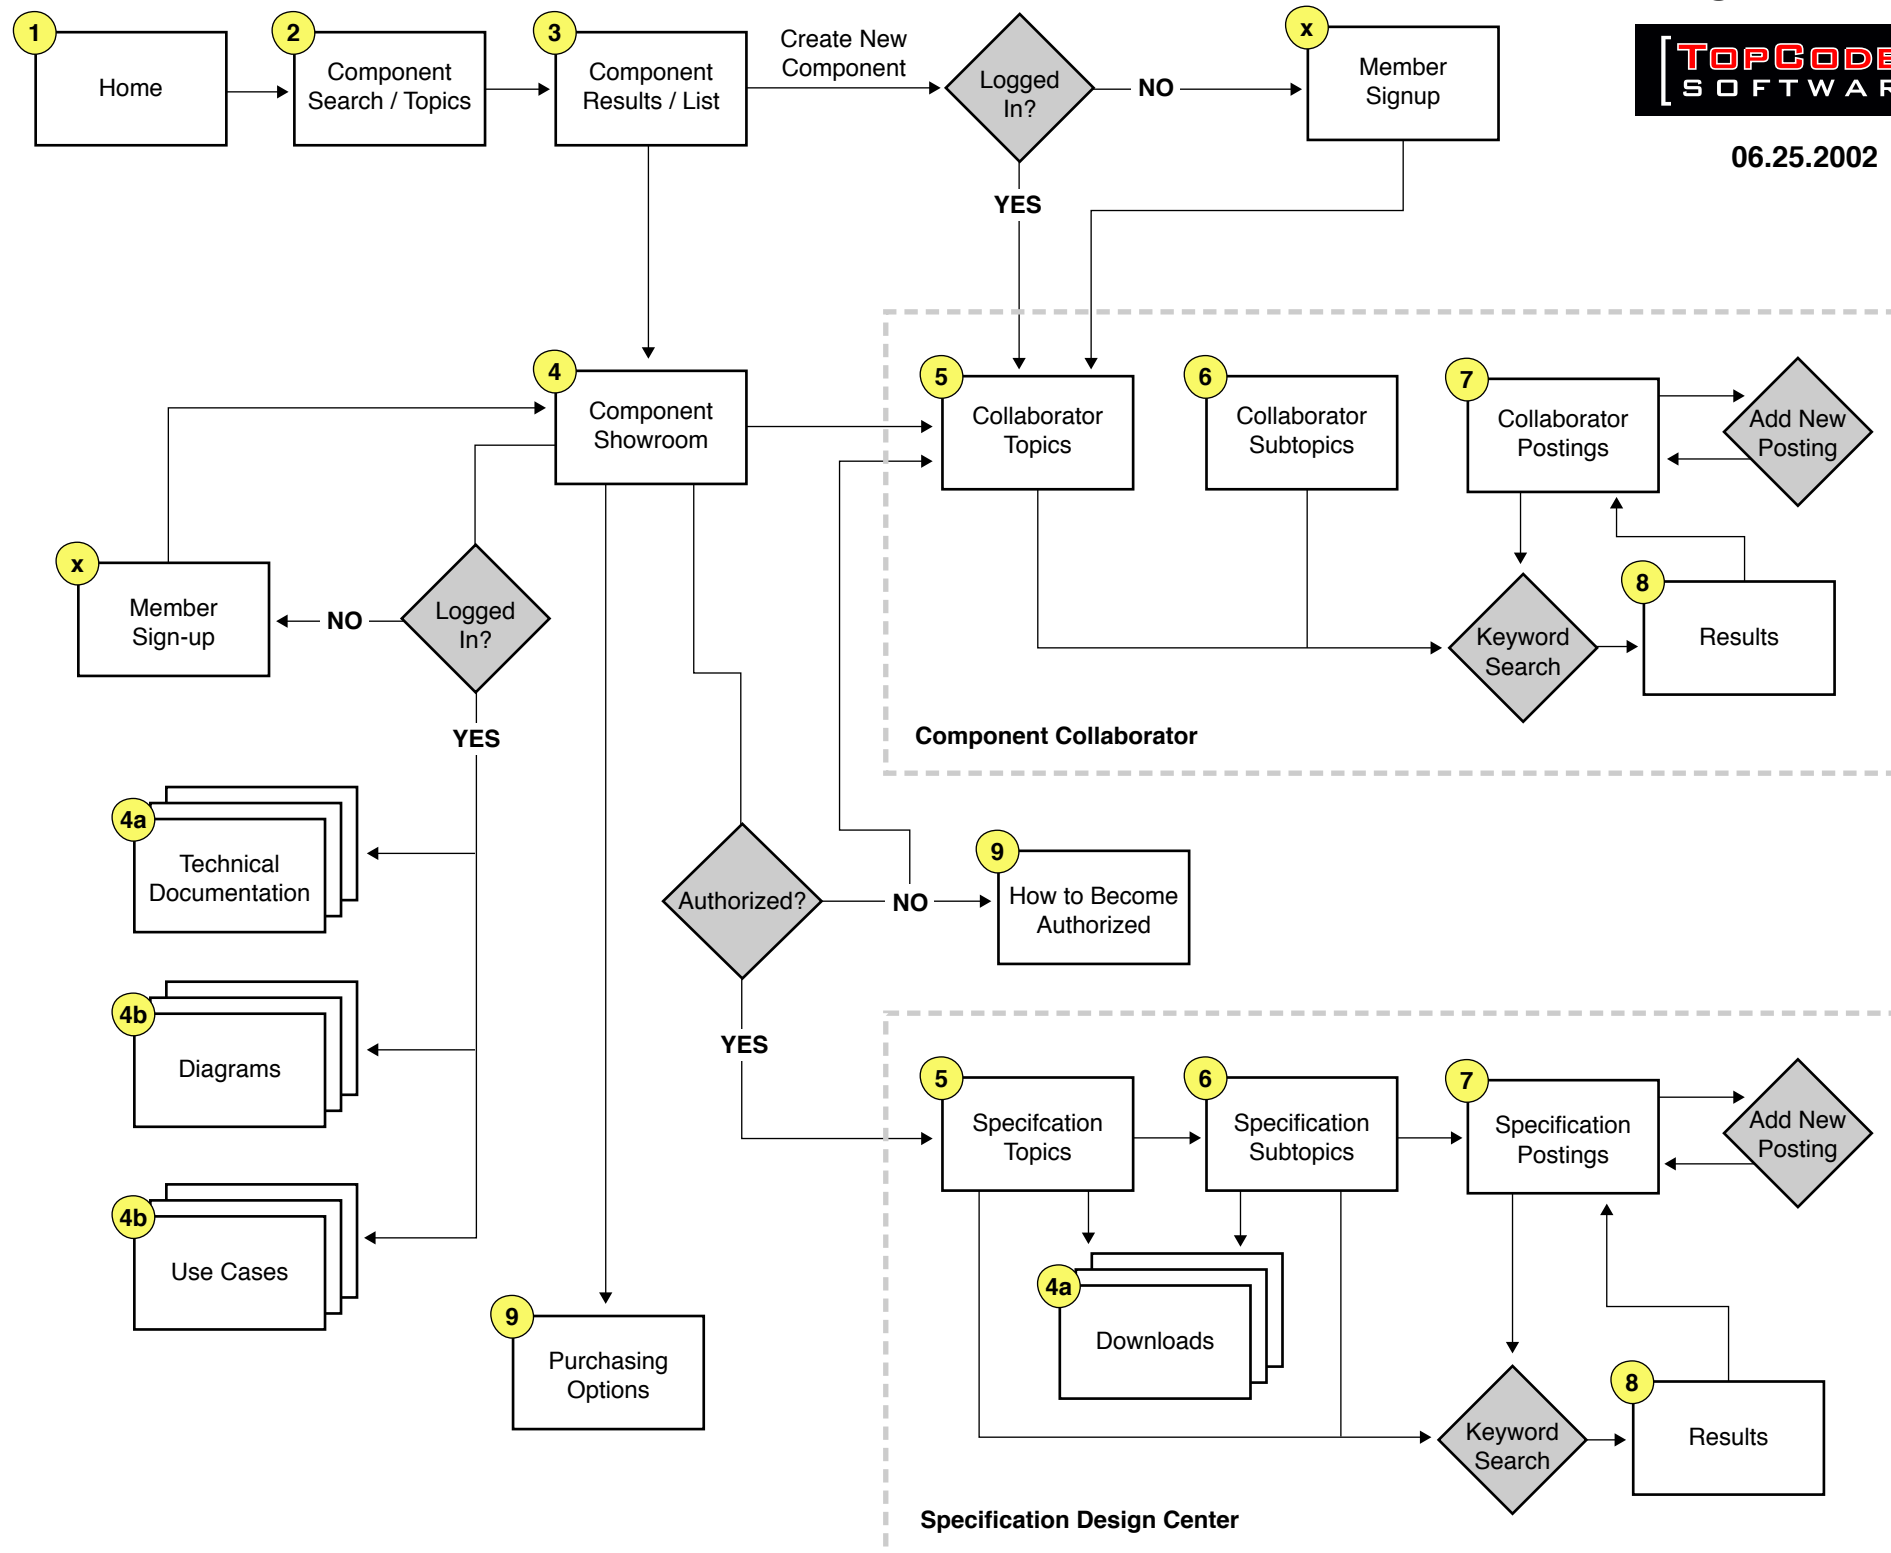 1
Home
2
Component
Search / Topics
3
Component
Results / List
Create New
Component
Logged
In?
NO
x
Member
Signup
TOPCODE
SOFTWAR
06.25.2002
YES
4
Component
Showroom
5
Collaborator
Topics
6
Collaborator
Subtopics
7
Collaborator
Postings
Add New
Posting
x
Member
Sign-up
NO
Logged
In?
YES
Keyword
Search
8
Results
Component Collaborator
4a
Technical
Documentation
Authorized?
NO
9
How to Become
Authorized
4b
Diagrams
YES
5
Specifcation
Topics
6
Specification
Subtopics
7
Specification
Postings
Add New
Posting
4b
Use Cases
4a
Downloads
9
Purchasing
Options
Keyword
Search
8
Results
Specification Design Center